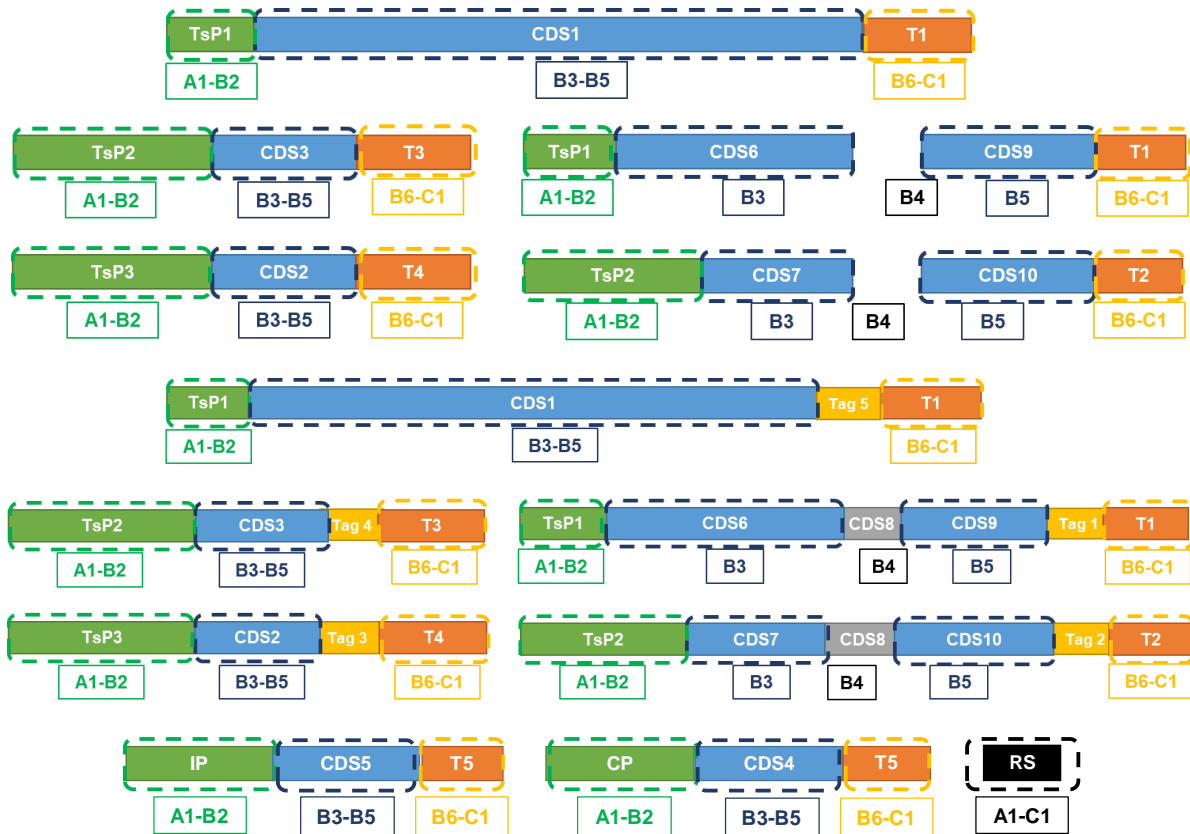 TsP1 CDS1 T1
A1-B2 B3-B5 B6-C1
TsP2 CDS3 T3
A1-B2 B3-B5 B6-C1
TsP1 CDS6 CDS9 T1
A1-B2 B3 B4 B5 B6-C1
TsP3 CDS2 T4
A1-B2 B3-B5 B6-C1
TsP2 CDS7 CDS10 T2
A1-B2 B3 B4 B5 B6-C1
TsP1 CDS1 Tag 5 T1
A1-B2 B3-B5 B6-C1
TsP2 CDS3 Tag 4 T3
A1-B2 B3-B5 B6-C1
TsP1 CDS6 CDS8 CDS9 Tag 1 T1
A1-B2 B3 B4 B5 B6-C1
TsP3 CDS2 Tag 3 T4
A1-B2 B3-B5 B6-C1
TsP2 CDS7 CDS8 CDS10 Tag 2 T2
A1-B2 B3 B4 B5 B6-C1
IP CDS5 T5
A1-B2 B3-B5 B6-C1
CP CDS4 T5
A1-B2 B3-B5 B6-C1
RS
A1-C1